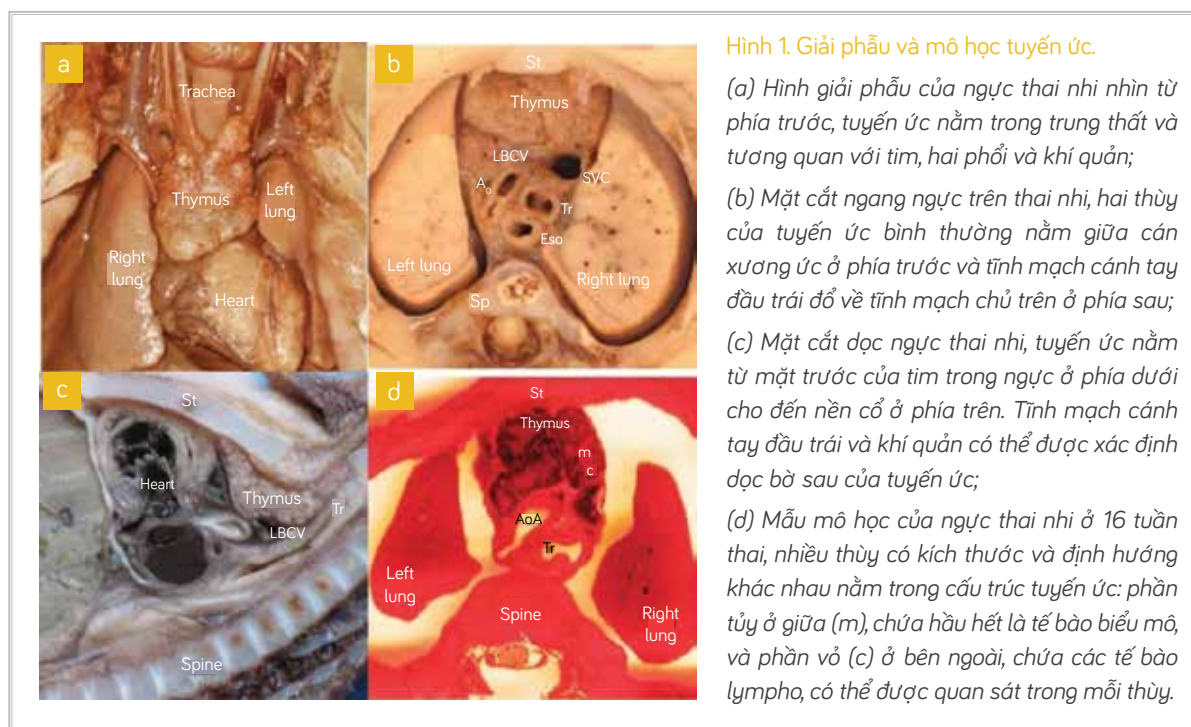 a
Trachea
Thymus
Left
lung
Right
lung
Heart
b
St
Thymus
LBCV
SVC
Ao
Tr
Eso
Left lung
Right lung
Sp
c
St
Heart
Thymus
Tr
LBCV
Spine
d
St
Thymus
m
c
AoA
Tr
Left
lung
Spine
Right
lung
Hình 1. Giải phẫu và mô học tuyến ức.
(a) Hình giải phẫu của ngực thai nhi nhìn từ
phía trước, tuyến ức nằm trong trung thất và
tương quan với tim, hai phổi và khí quản;
(b) Mặt cắt ngang ngực trên thai nhi, hai thùy
của tuyến ức bình thường nằm giữa cán
xương ức ở phía trước và tĩnh mạch cánh tay
đầu trái đổ về tĩnh mạch chủ trên ở phía sau;
(c) Mặt cắt dọc ngực thai nhi, tuyến ức nằm
từ mặt trước của tim trong ngực ở phía dưới
cho đến nền cổ ở phía trên. Tĩnh mạch cánh
tay đầu trái và khí quản có thể được xác định
dọc bờ sau của tuyến ức;
(d) Mẫu mô học của ngực thai nhi ở 16 tuần
thai, nhiều thùy có kích thước và định hướng
khác nhau nằm trong cấu trúc tuyến ức: phần
tủy ở giữa (m), chứa hầu hết là tế bào biểu mô,
và phần vỏ (c) ở bên ngoài, chứa các tế bào
lympho, có thể được quan sát trong mỗi thùy.